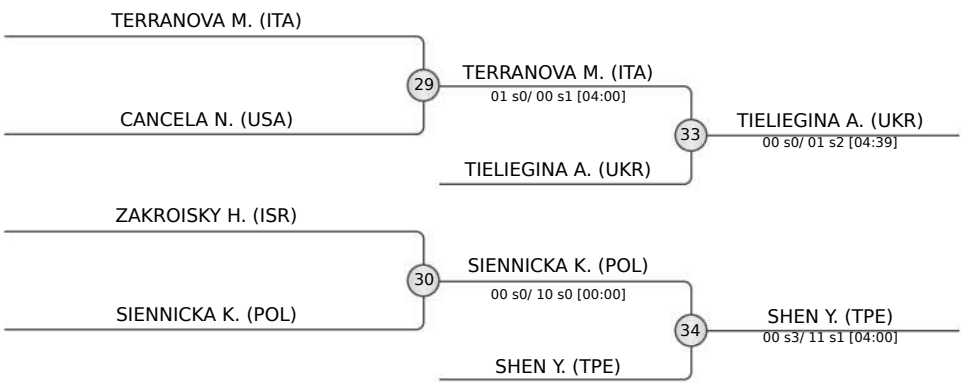 TERRANOVA M. (ITA)
29
CANCELA N. (USA)
TERRANOVA M. (ITA)
01 s0/ 00 s1 [04:00]
33
TIELIEGINA A. (UKR)
TIELIEGINA A. (UKR)
00 s0/ 01 s2 [04:39]
ZAKROISKY H. (ISR)
30
SIENNICKA K. (POL)
SIENNICKA K. (POL)
00 s0/ 10 s0 [00:00]
34
SHEN Y. (TPE)
SHEN Y. (TPE)
00 s3/ 11 s1 [04:00]